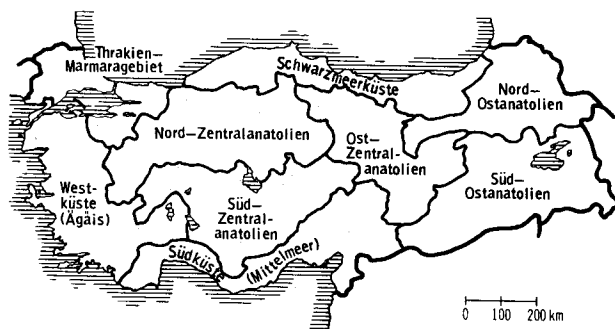 Thrakien-
Marmaragebiet
Schwarzmeerküste
Nord-
Ostanatolien
Nord-Zentralanatolien
Ost-
Zentral-
anatolien
West-
küste
(Ägäis)
Süd-
Zentral-
anatolien
Süd-
Ostanatolien
Südküste (Mittelmeer)
0 100 200 km